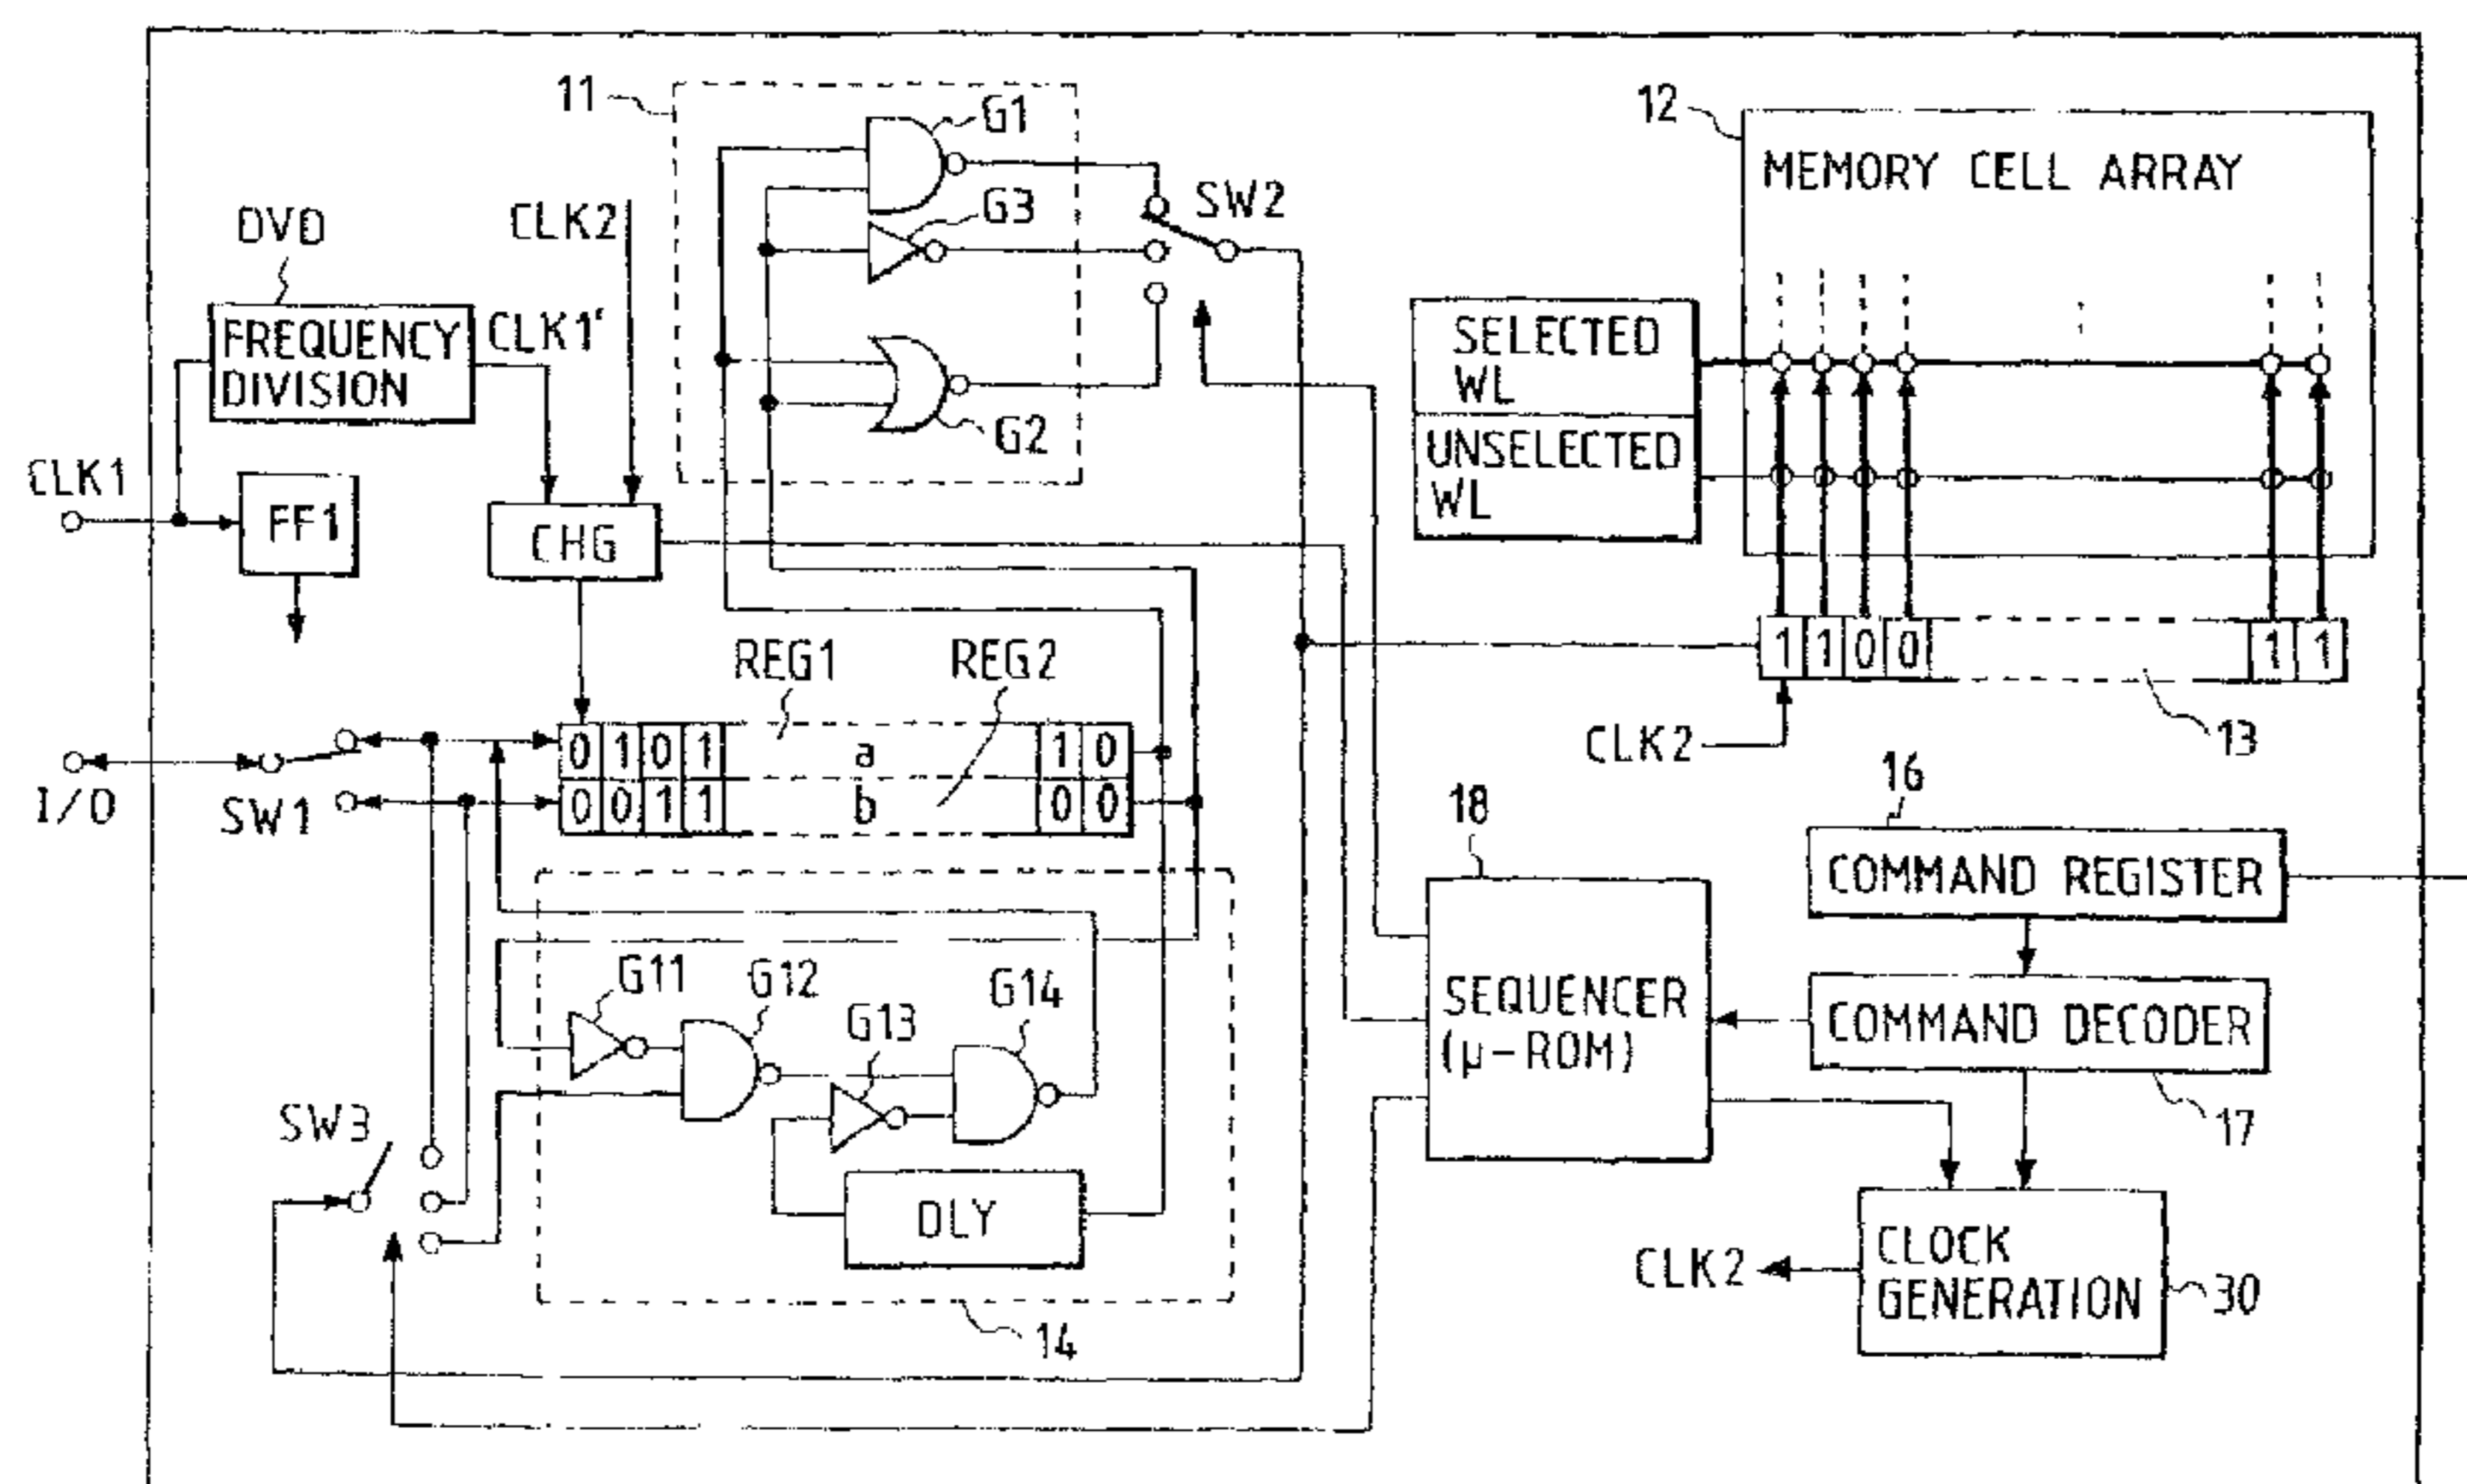 11
G1
12
MEMORY CELL ARRAY
DVD
CLK2
G3
SW2
FREQUENCY
DIVISION
CLK1'
SELECTED
WL
G2
UNSELECTED
WL
CLK1
FF1
CHG
REG1
REG2
1 1 0 0 1 1
CLK2
13
I/O
SW1
0 1 0 1 a 1 0
0 0 1 1 b 0 0
16
18
COMMAND REGISTER
G11
G12
G13
G14
SEQUENCER
(μ-ROM)
COMMAND DECODER
17
SW3
DLY
CLK2
CLOCK
GENERATION
30
14